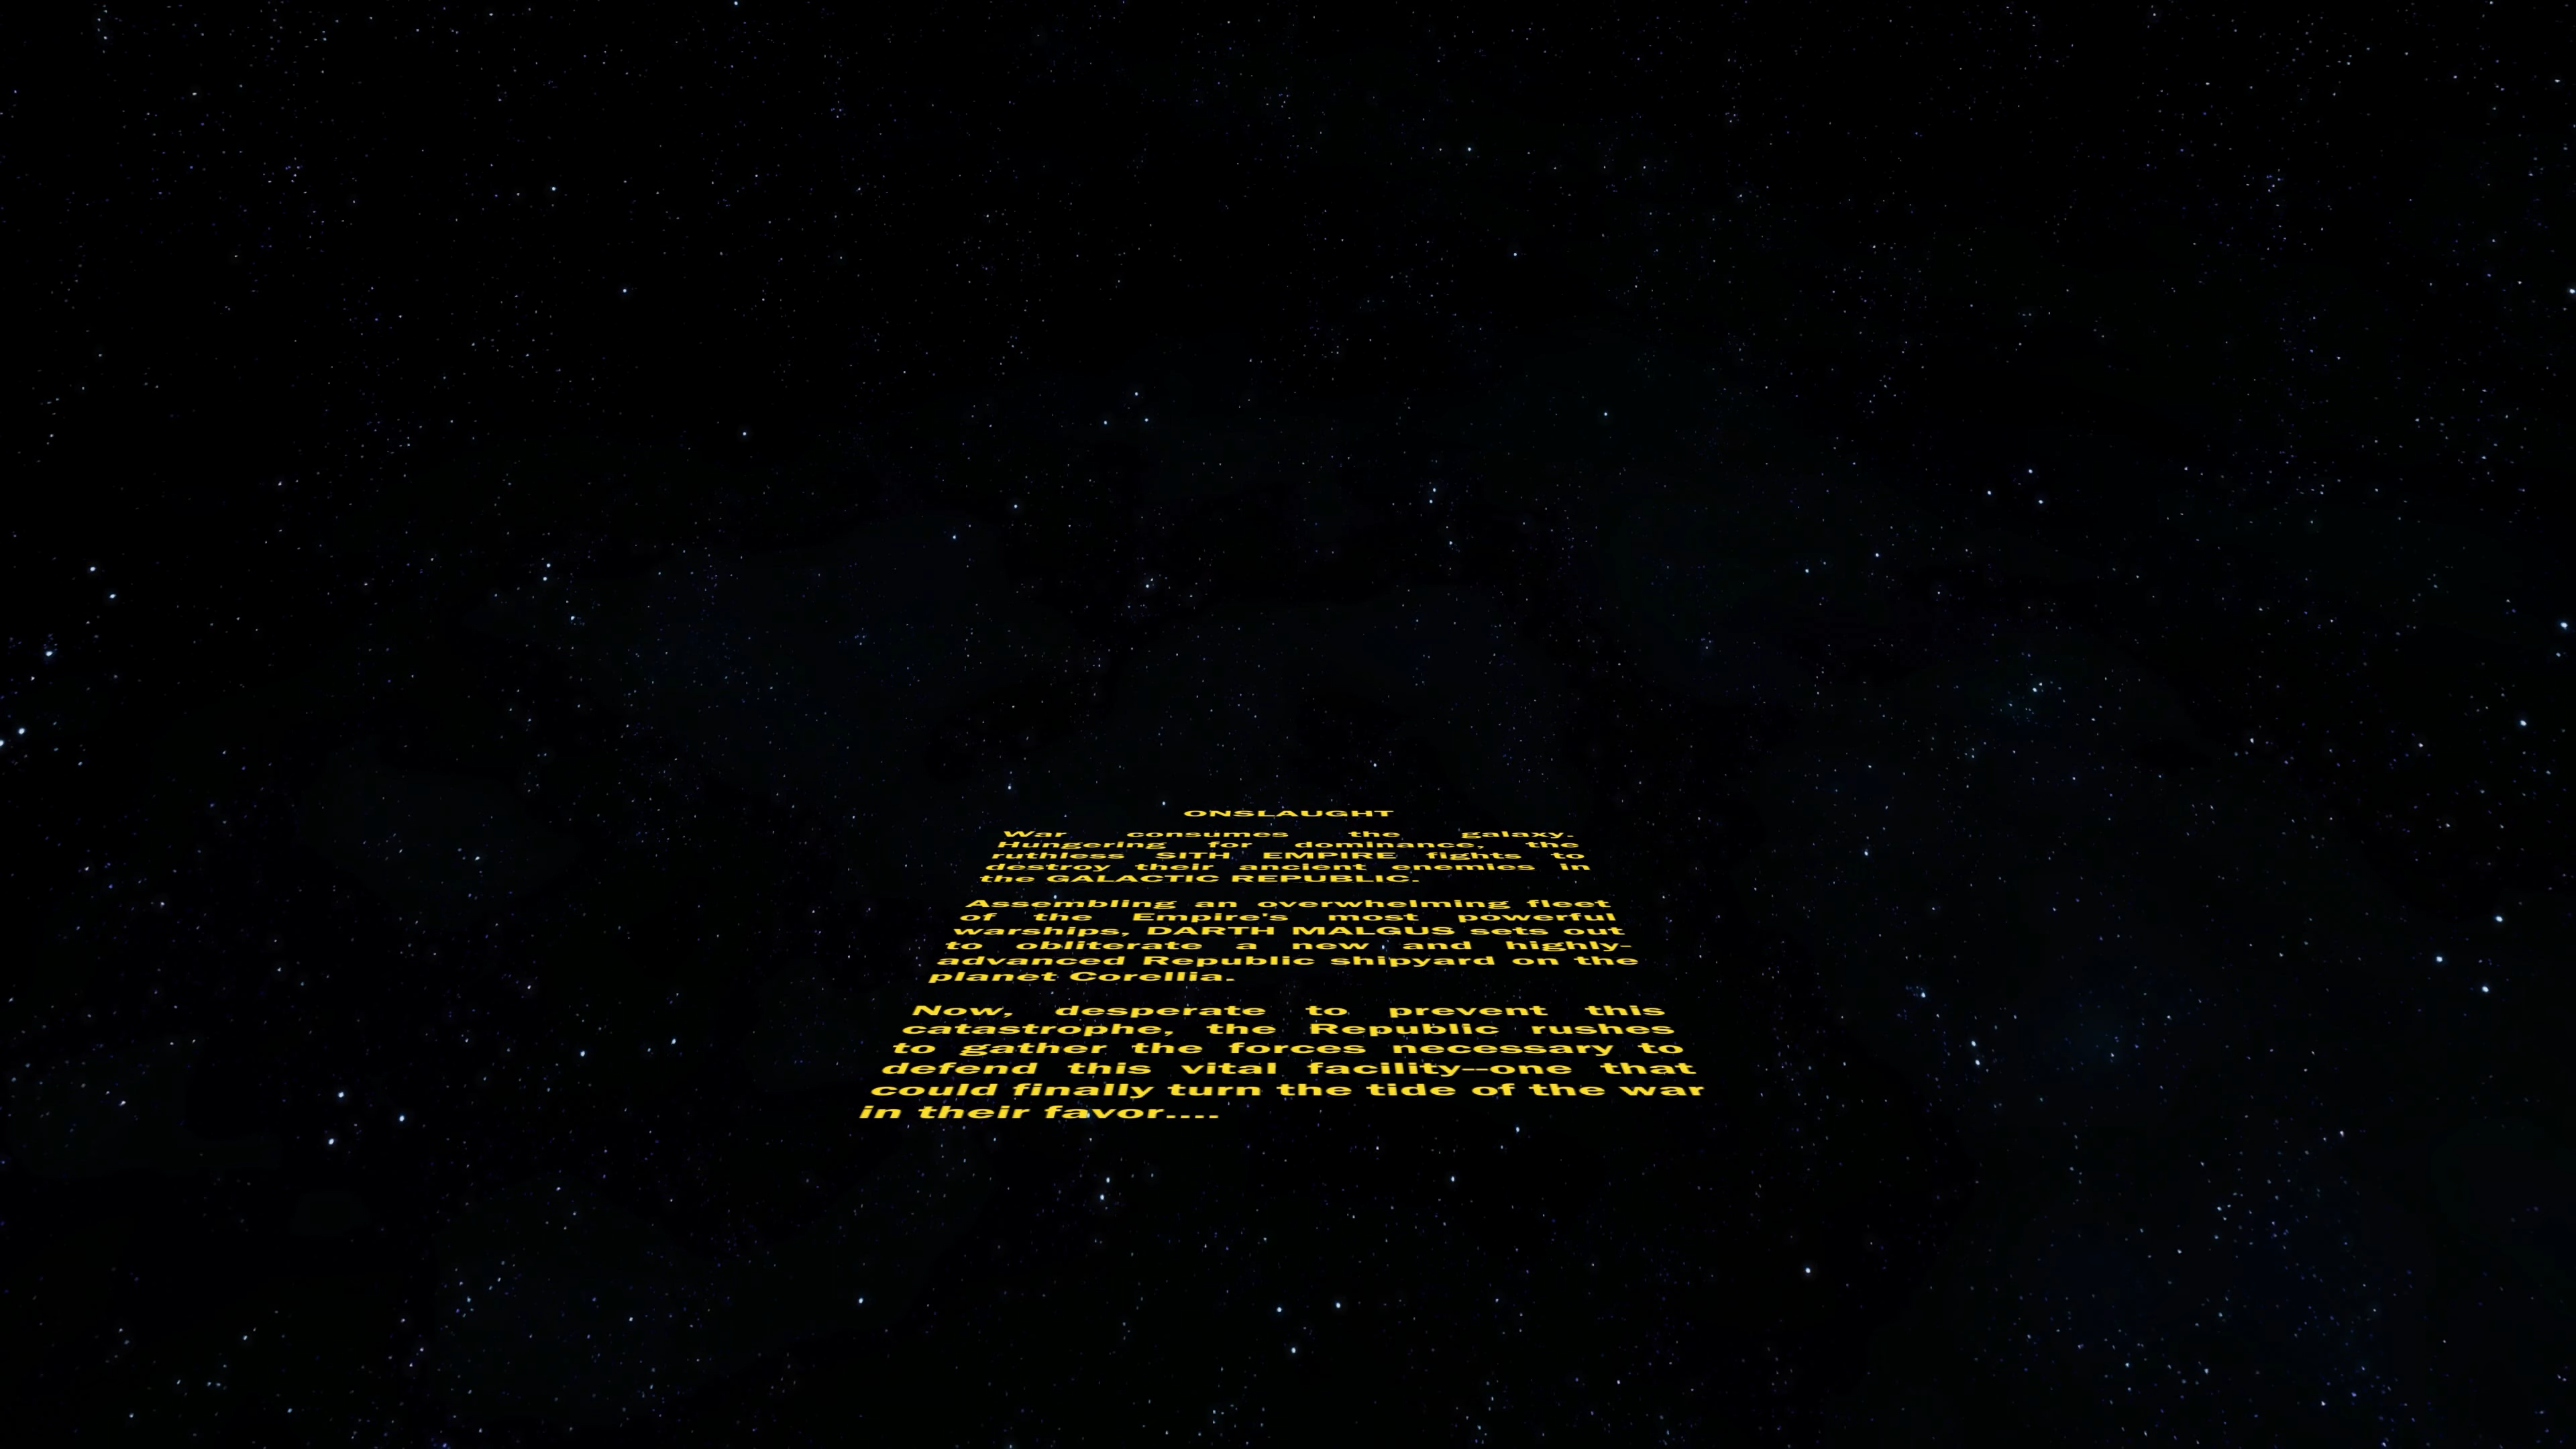 ONSLAUGHT
War consumes the galaxy.
Hungering for dominance, the
ruthless SITH EMPIRE fights to
destroy their ancient enemies in
the GALACTIC REPUBLIC.
Assembling an overwhelming fleet
of the Empire's most powerful
warships, DARTH MALGUS sets out
to obliterate a new and highly-
advanced Republic shipyard on the
planet Corellia.
Now, desperate to prevent this
catastrophe, the Republic rushes
to gather the forces necessary to
defend this vital facility--one that
could finally turn the tide of the war
in their favor....